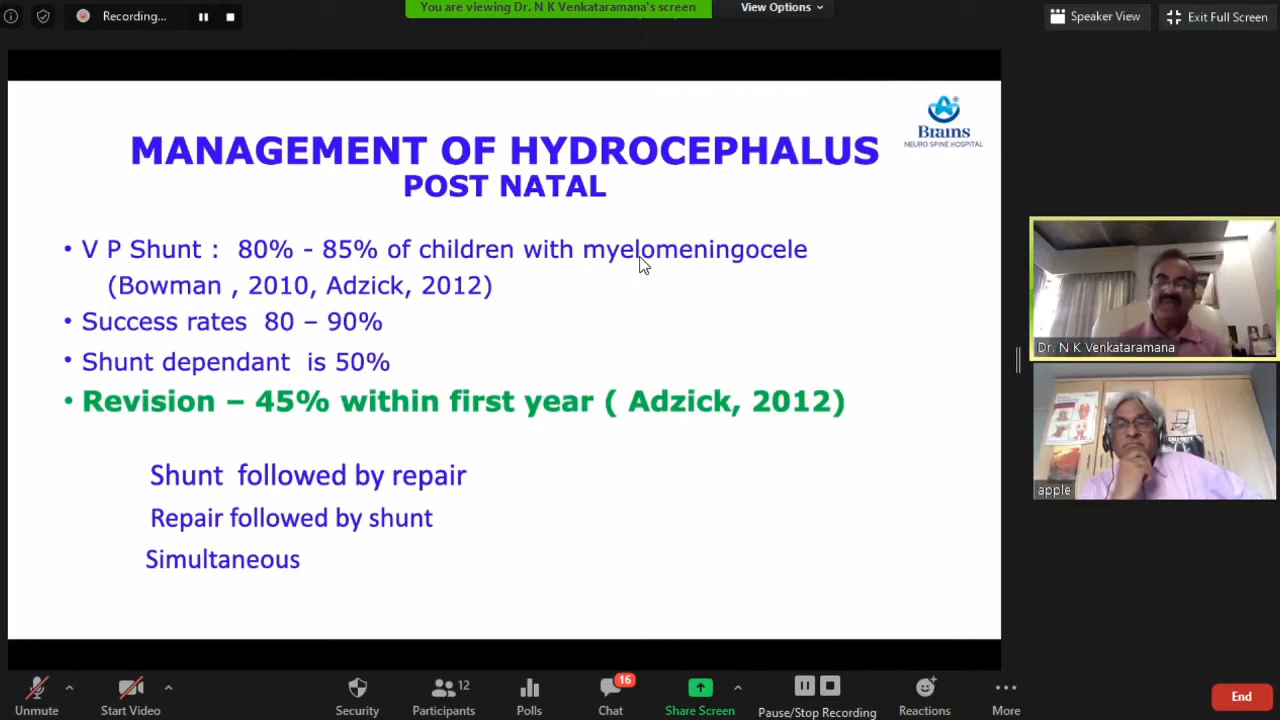 Recording...
You are viewing Dr. N K Venkataramana's screen
View Options
Speaker View
Exit Full Screen
Brains
NEURO SPINE HOSPITAL
MANAGEMENT OF HYDROCEPHALUS
POST NATAL
• V P Shunt : 80% - 85% of children with myelomeningocele
(Bowman , 2010, Adzick, 2012)
• Success rates 80 – 90%
• Shunt dependant is 50%
• Revision – 45% within first year ( Adzick, 2012)
Shunt followed by repair
Repair followed by shunt
Simultaneous
Dr. N K Venkataramana
apple
Unmute
Start Video
Security
12
Participants
Polls
16
Chat
Share Screen
Pause/Stop Recording
Reactions
More
End